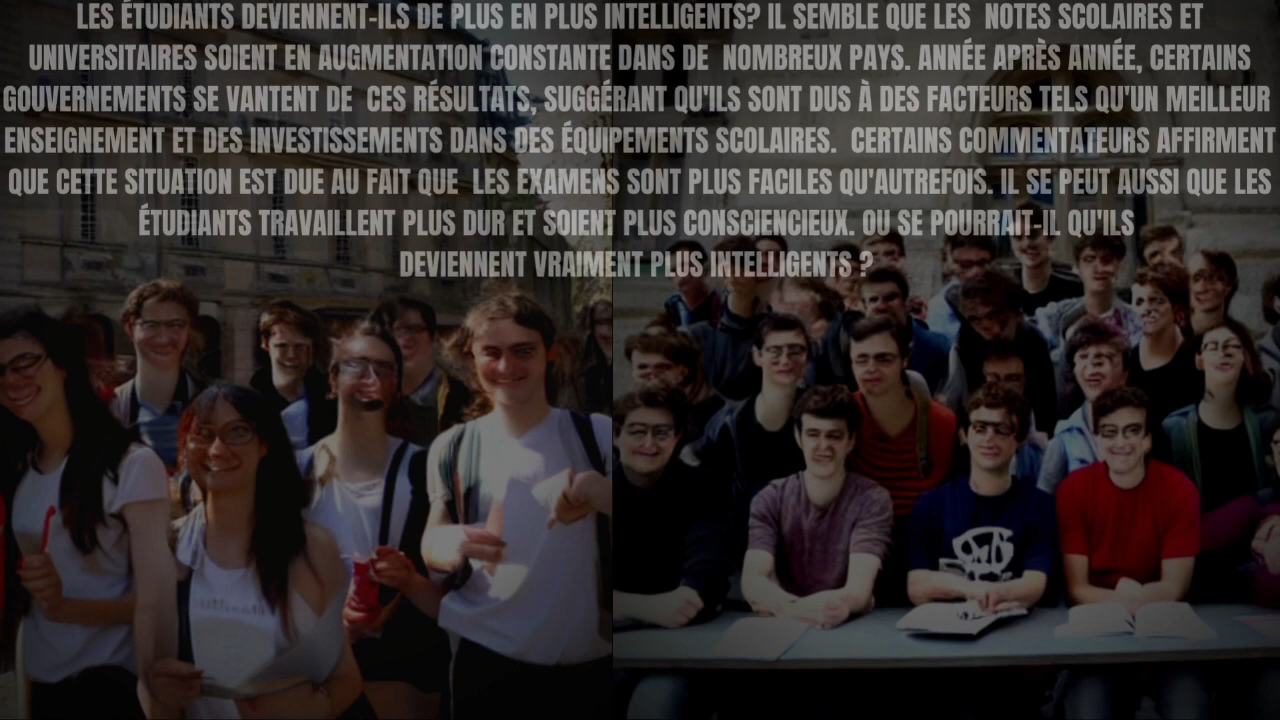 LES ÉTUDIANTS DEVIENNENT-ILS DE PLUS EN PLUS INTELLIGENTS? IL SEMBLE QUE LES NOTES SCOLAIRES ET
UNIVERSITAIRES SOIENT EN AUGMENTATION CONSTANTE DANS DE NOMBREUX PAYS. ANNÉE APRÈS ANNÉE, CERTAINS
GOUVERNEMENTS SE VANTENT DE CES RÉSULTATS, SUGGÉRANT QU'ILS SONT DUS À DES FACTEURS TELS QU'UN MEILLEUR
ENSEIGNEMENT ET DES INVESTISSEMENTS DANS DES ÉQUIPEMENTS SCOLAIRES. CERTAINS COMMENTATEURS AFFIRMENT
QUE CETTE SITUATION EST DUE AU FAIT QUE LES EXAMENS SONT PLUS FACILES QU'AUTREFOIS. IL SE PEUT AUSSI QUE LES
ÉTUDIANTS TRAVAILLENT PLUS DUR ET SOIENT PLUS CONSCIENCIEUX. OU SE POURRAIT-IL QU'ILS
DEVIENNENT VRAIMENT PLUS INTELLIGENTS ?